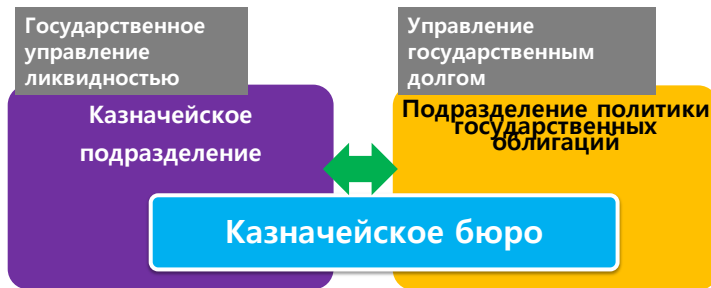 Государственное
управление
ликвидностью
Казначейское
подразделение
Управление
государственным
долгом
Подразделение политики
государственных
облигаций
Казначейское бюро